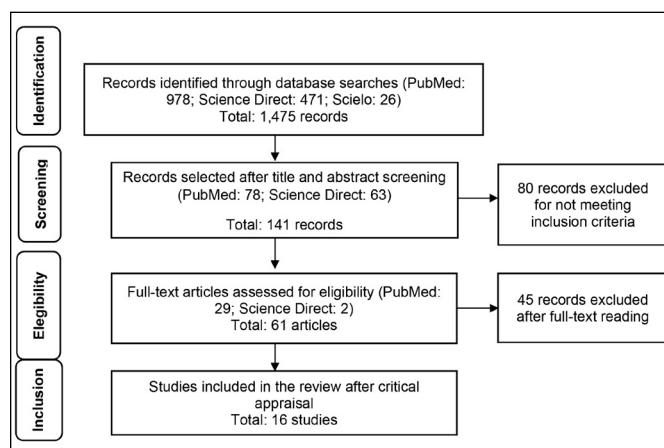 Identification
Records identified through database searches (PubMed:
978; Science Direct: 471; Scielo: 26)
Total: 1,475 records
Screening
Records selected after title and abstract screening
(PubMed: 78; Science Direct: 63)
Total: 141 records
80 records excluded
for not meeting
inclusion criteria
Elegibility
Full-text articles assessed for eligibility (PubMed:
29; Science Direct: 2)
Total: 61 articles
45 records excluded
after full-text reading
Inclusion
Studies included in the review after critical
appraisal
Total: 16 studies